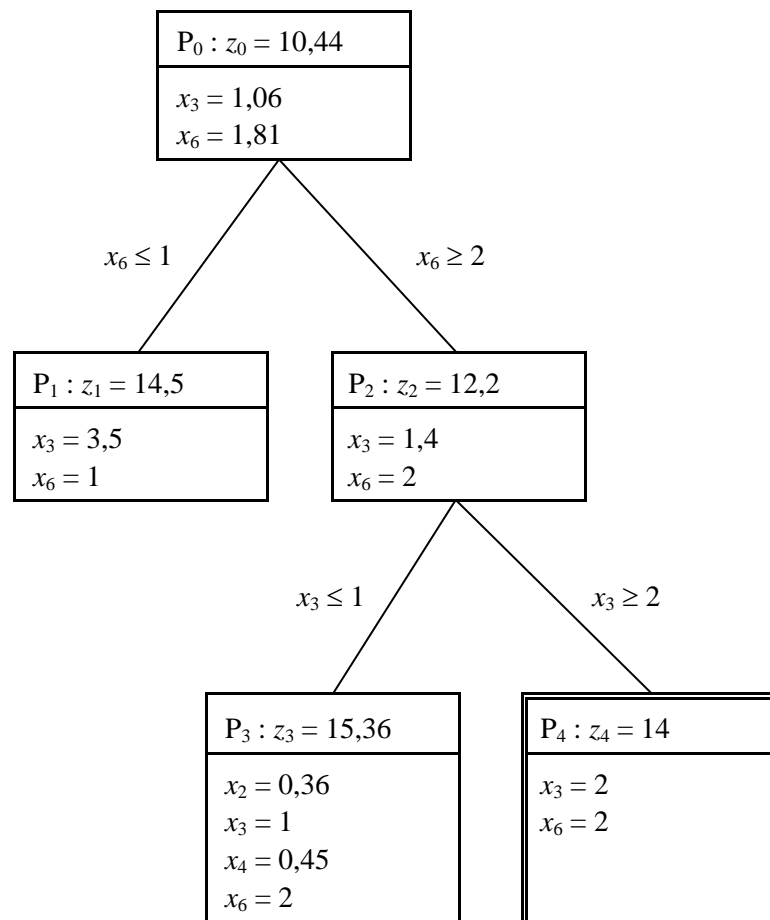 P₀ : z₀ = 10,44
x₃ = 1,06
x₆ = 1,81
x₆ ≤ 1
x₆ ≥ 2
P₁ : z₁ = 14,5
x₃ = 3,5
x₆ = 1
P₂ : z₂ = 12,2
x₃ = 1,4
x₆ = 2
x₃ ≤ 1
x₃ ≥ 2
P₃ : z₃ = 15,36
x₂ = 0,36
x₃ = 1
x₄ = 0,45
x₆ = 2
P₄ : z₄ = 14
x₃ = 2
x₆ = 2